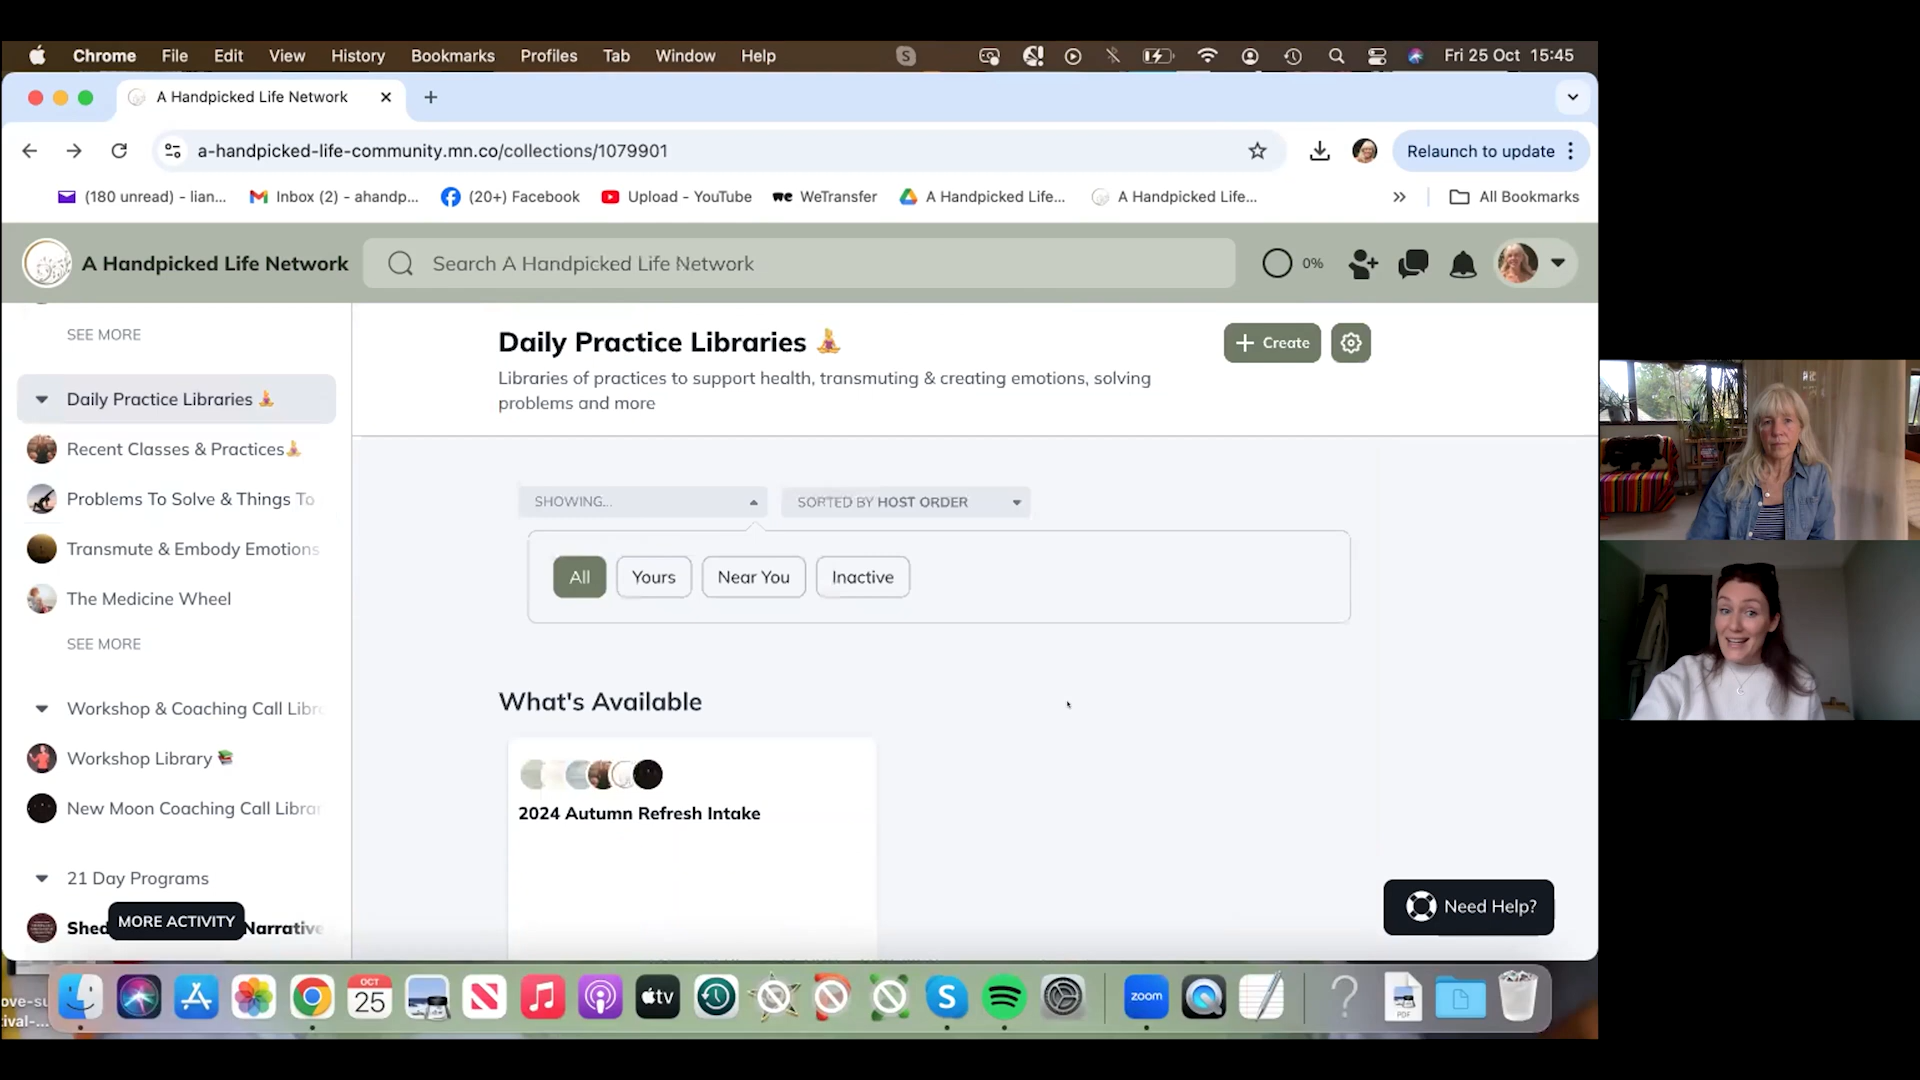 Chrome File Edit View History Bookmarks Profiles Tab Window Help Fri 25 Oct 15:45
A Handpicked Life Network
a-handpicked-life-community.mn.co/collections/1079901 Relaunch to update
(180 unread) - lian... Inbox (2) - ahandp... (20+) Facebook Upload - YouTube WeTransfer A Handpicked Life... A Handpicked Life... All Bookmarks
A Handpicked Life Network Search A Handpicked Life Network 0%
SEE MORE
Daily Practice Libraries
Recent Classes & Practices
Problems To Solve & Things To
Transmute & Embody Emotions
The Medicine Wheel
SEE MORE
Workshop & Coaching Call Libra
Workshop Library
New Moon Coaching Call Librar
21 Day Programs
Shed Narrative
MORE ACTIVITY
Daily Practice Libraries
Create
Libraries of practices to support health, transmuting & creating emotions, solving
problems and more
SHOWING... SORTED BY HOST ORDER
All Yours Near You Inactive
What's Available
2024 Autumn Refresh Intake
Need Help?
OCT
25
tv
zoom
PDF